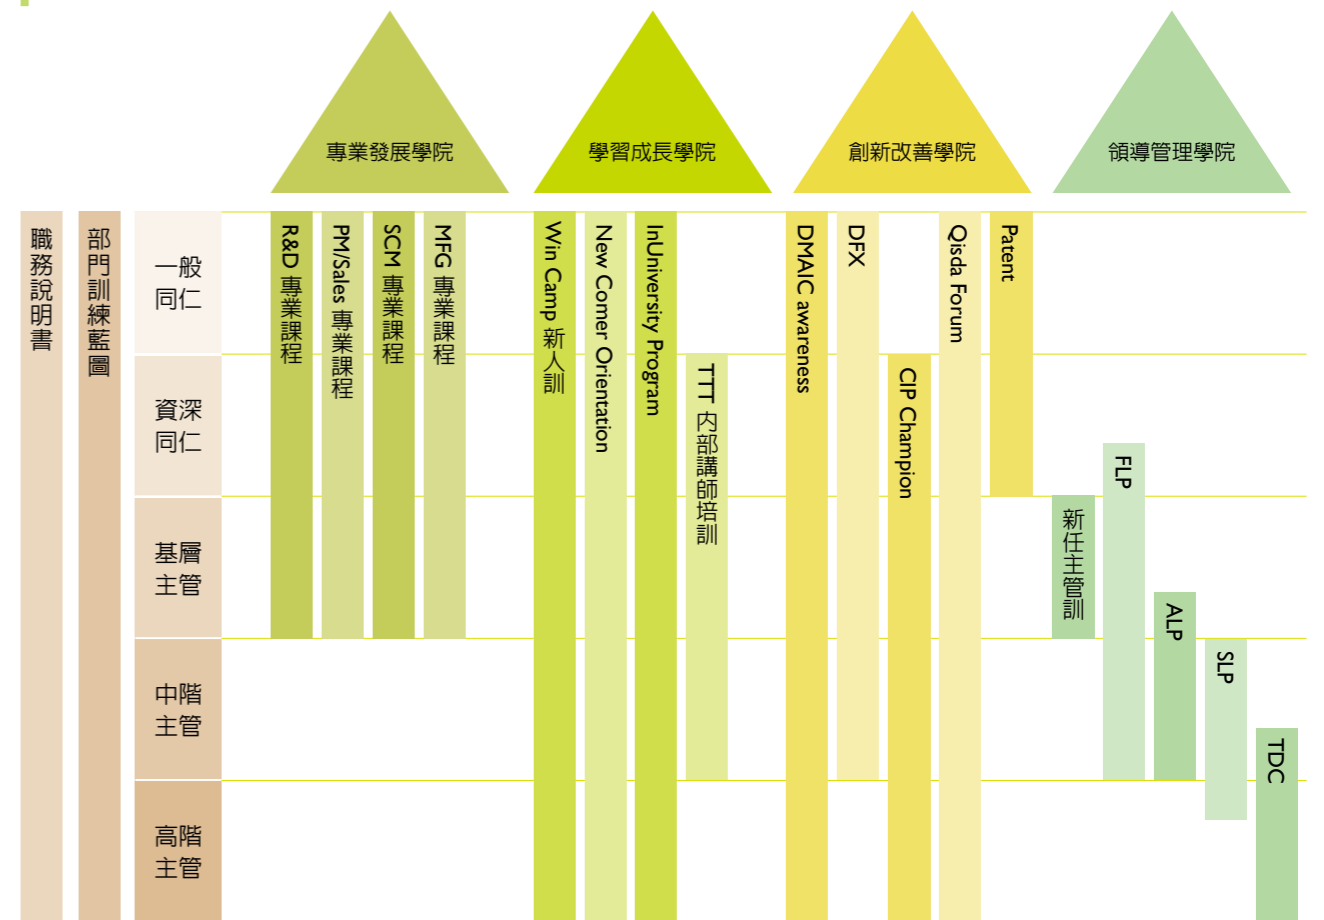 專業發展學院
學習成長學院
創新改善學院
領導管理學院
職務說明書
部門訓練藍圖
一般
同仁
資深
同仁
基層
主管
中階
主管
高階
主管
R&D 專業課程
PM/Sales 專業課程
SCM 專業課程
MFG 專業課程
Win Camp 新人訓
New Comer Orientation
InUniversity Program
TTT 內部講師培訓
DMAIC awareness
DFX
CIP Champion
Qisda Forum
Patent
新任主管訓
FLP
ALP
SLP
TDC